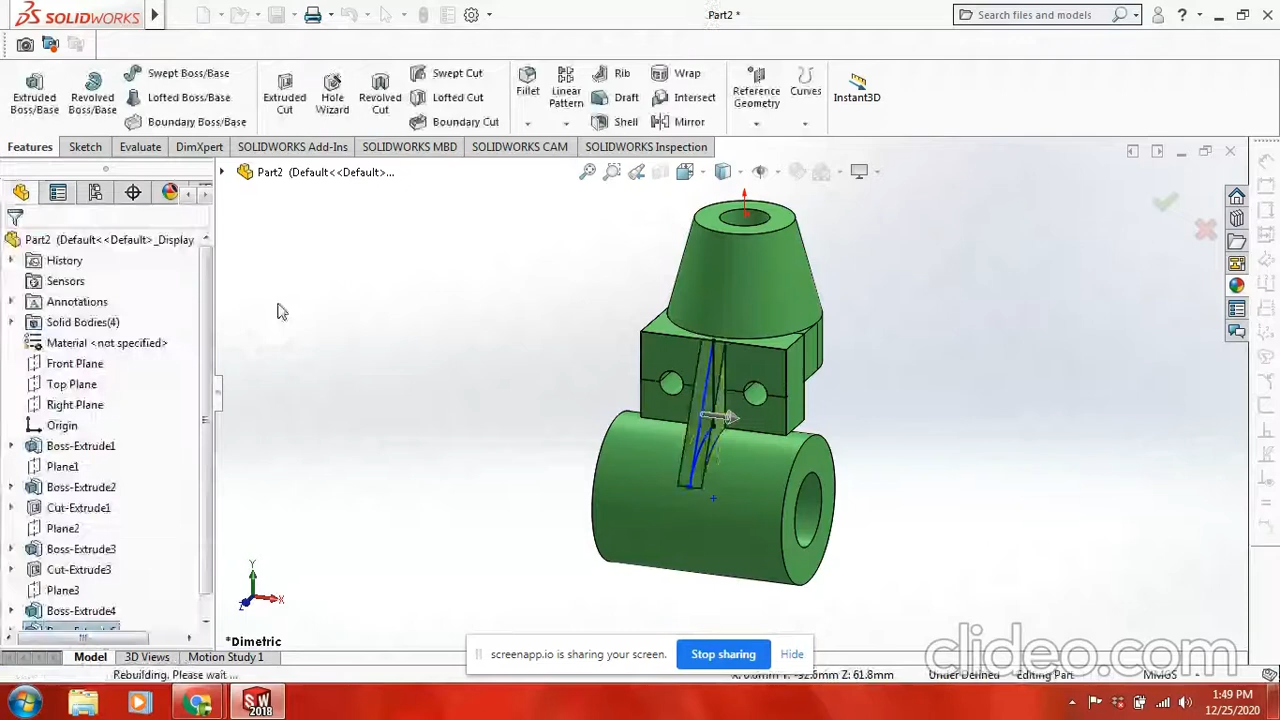 SOLIDWORKS
Part2 *
Search files and models
Extruded Boss/Base
Revolved Boss/Base
Swept Boss/Base
Lofted Boss/Base
Boundary Boss/Base
Extruded Cut
Hole Wizard
Revolved Cut
Swept Cut
Lofted Cut
Boundary Cut
Fillet
Linear Pattern
Rib
Draft
Shell
Wrap
Intersect
Mirror
Reference Geometry
Curves
Instant3D
Features Sketch Evaluate DimXpert SOLIDWORKS Add-Ins SOLIDWORKS MBD SOLIDWORKS CAM SOLIDWORKS Inspection
Part2 (Default<<Default>...
Part2 (Default<<Default>_Display
History
Sensors
Annotations
Solid Bodies(4)
Material <not specified>
Front Plane
Top Plane
Right Plane
Origin
Boss-Extrude1
Plane1
Boss-Extrude2
Cut-Extrude1
Plane2
Boss-Extrude3
Cut-Extrude3
Plane3
Boss-Extrude4
Y
X
Z
*Dimetric
screenapp.io is sharing your screen. Stop sharing Hide
clideo.com
Model 3D Views Motion Study 1
Rebuilding. Please wait ...
Under Defined Editing Part MMGS
SW 2018
1:49 PM
12/25/2020